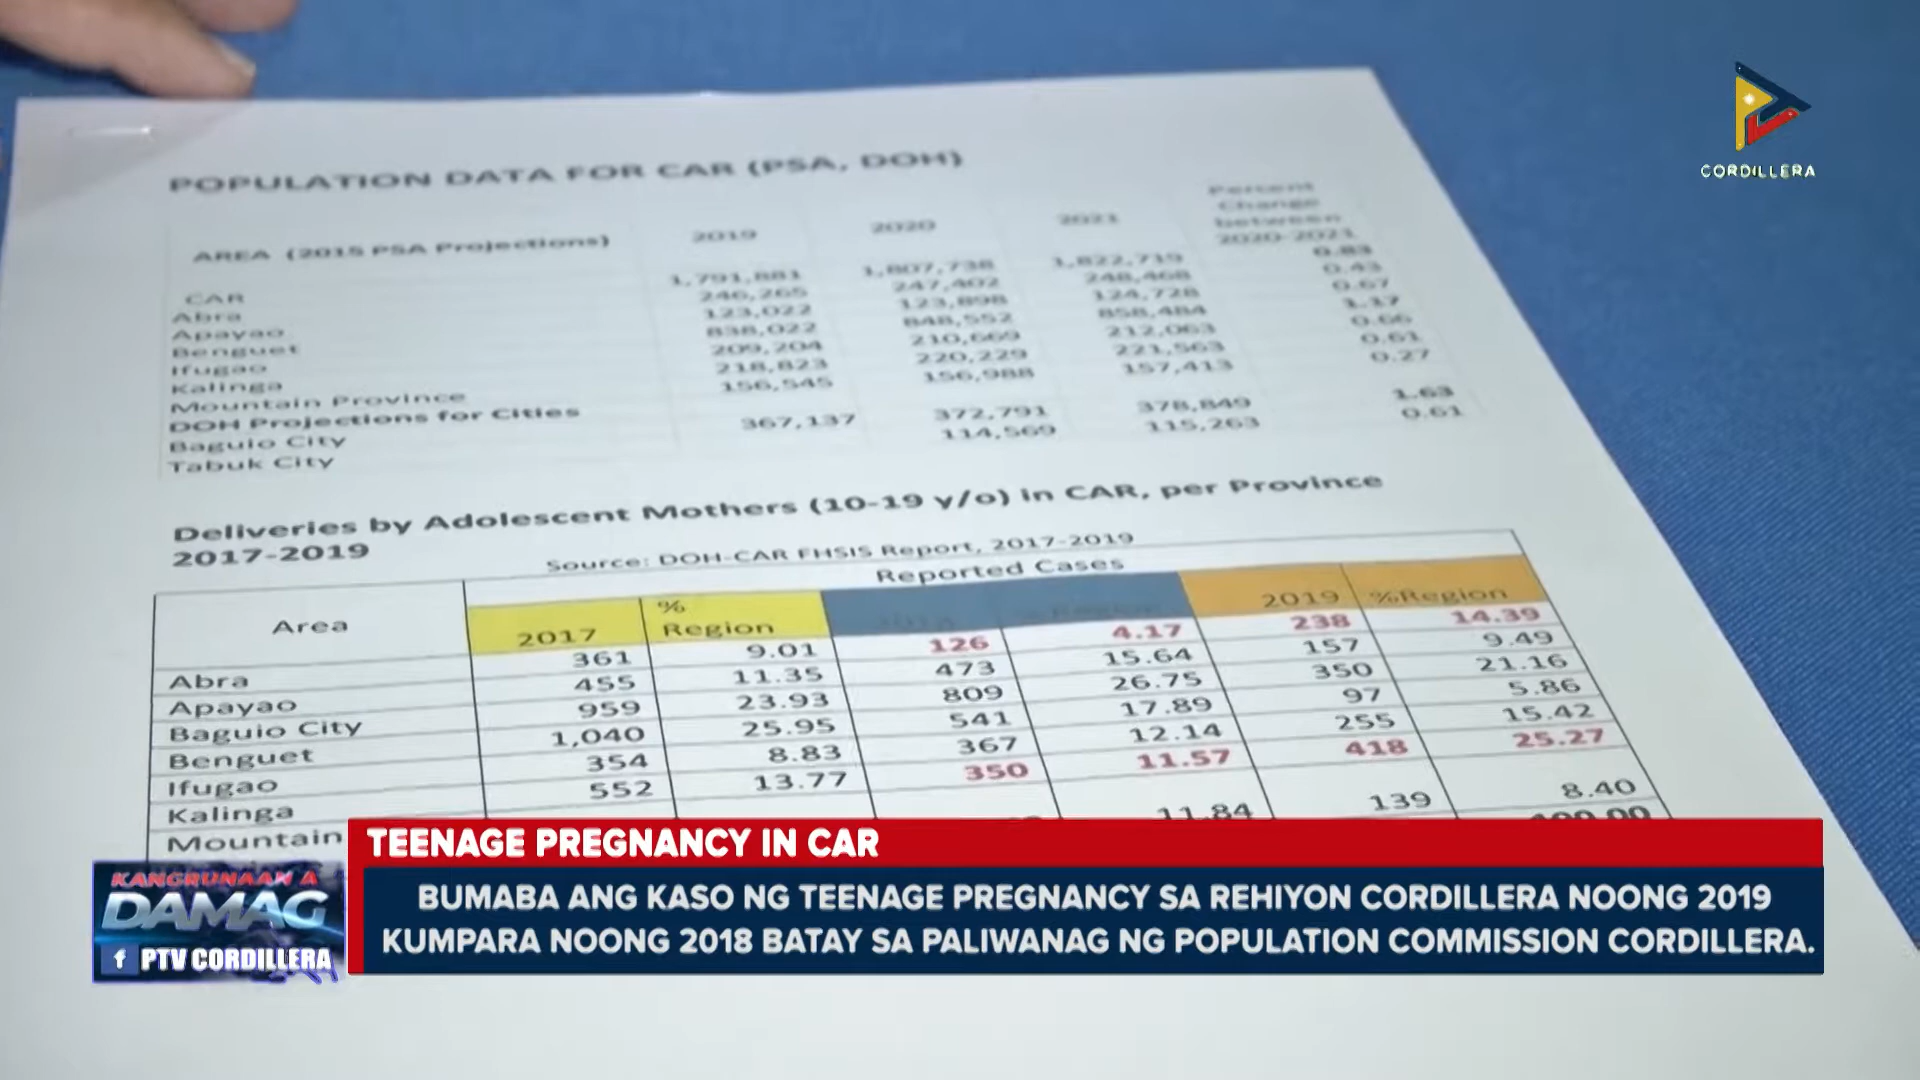 CORDILLERA
POPULATION DATA FOR CAR (PSA, DOH)
AREA (2015 PSA Projections) 2019 2020 2021 Percent Change between 2020-2021
CAR 1,791,881 1,807,738 1,822,719 0.83
Abra 246,265 247,402 248,468 0.43
Apayao 123,022 123,898 124,728 0.67
Benguet 838,022 848,552 858,484 1.17
Ifugao 209,204 210,669 212,063 0.66
Kalinga 218,823 220,229 221,563 0.61
Mountain Province 156,545 156,988 157,413 0.27
DOH Projections for Cities
Baguio City 367,137 372,791 378,849 1.63
Tabuk City 114,569 115,263 0.61
Deliveries by Adolescent Mothers (10-19 y/o) in CAR, per Province
2017-2019
Source: DOH-CAR FHSIS Report, 2017-2019
Reported Cases
Area 2017 % Region 2019 %Region
Abra 361 9.01 126 4.17 238 14.39
Apayao 455 11.35 473 15.64 157 9.49
Baguio City 959 23.93 809 26.75 350 21.16
Benguet 1,040 25.95 541 17.89 97 5.86
Ifugao 354 8.83 367 12.14 255 15.42
Kalinga 552 13.77 350 11.57 418 25.27
Mountain 11.84 139 8.40
TEENAGE PREGNANCY IN CAR
KANGRUNAAN A
DAMAG
f PTV CORDILLERA
BUMABA ANG KASO NG TEENAGE PREGNANCY SA REHIYON CORDILLERA NOONG 2019
KUMPARA NOONG 2018 BATAY SA PALIWANAG NG POPULATION COMMISSION CORDILLERA.